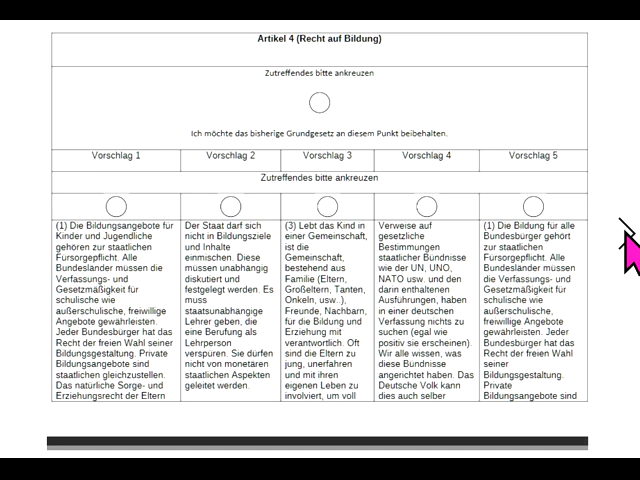 Artikel 4 (Recht auf Bildung)
Zutreffendes bitte ankreuzen
Ich möchte das bisherige Grundgesetz an diesem Punkt beibehalten.
Vorschlag 1
Vorschlag 2
Vorschlag 3
Vorschlag 4
Vorschlag 5
Zutreffendes bitte ankreuzen
(1) Die Bildungsangebote für
Kinder und Jugendliche
gehören zur staatlichen
Fürsorgepflicht. Alle
Bundesländer müssen die
Verfassungs- und
Gesetzmäßigkeit für
schulische wie
außerschulische, freiwillige
Angebote gewährleisten.
Jeder Bundesbürger hat das
Recht der freien Wahl seiner
Bildungsgestaltung. Private
Bildungsangebote sind
staatlichen gleichzustellen.
Das natürliche Sorge- und
Erziehungsrecht der Eltern
Der Staat darf sich
nicht in Bildungsziele
und Inhalte
einmischen. Diese
müssen unabhängig
diskutiert und
festgelegt werden. Es
muss
staatsunabhängige
Lehrer geben, die
eine Berufung als
Lehrperson
verspüren. Sie dürfen
nicht von monetären
staatlichen Aspekten
geleitet werden.
(3) Lebt das Kind in
einer Gemeinschaft,
ist die
Gemeinschaft,
bestehend aus
Familie (Eltern,
Großeltern, Tanten,
Onkeln, usw..),
Freunde, Nachbarn,
für die Bildung und
Erziehung mit
verantwortlich. Oft
sind die Eltern zu
jung, unerfahren
und mit ihren
eigenen Leben zu
involviert, um voll
Verweise auf
gesetzliche
Bestimmungen
staatlicher Bündnisse
wie der UN, UNO,
NATO usw. und den
darin enthaltenen
Ausführungen, haben
in einer deutschen
Verfassung nichts zu
suchen (egal wie
positiv sie erscheinen).
Wir alle wissen, was
diese Bündnisse
angerichtet haben. Das
Deutsche Volk kann
dies auch selber
(1) Die Bildung für alle
Bundesbürger gehört
zur staatlichen
Fürsorgepflicht. Alle
Bundesländer müssen
die Verfassungs- und
Gesetzmäßigkeit für
schulische wie
außerschulische,
freiwillige Angebote
gewährleisten. Jeder
Bundesbürger hat das
Recht der freien Wahl
seiner
Bildungsgestaltung.
Private
Bildungsangebote sind